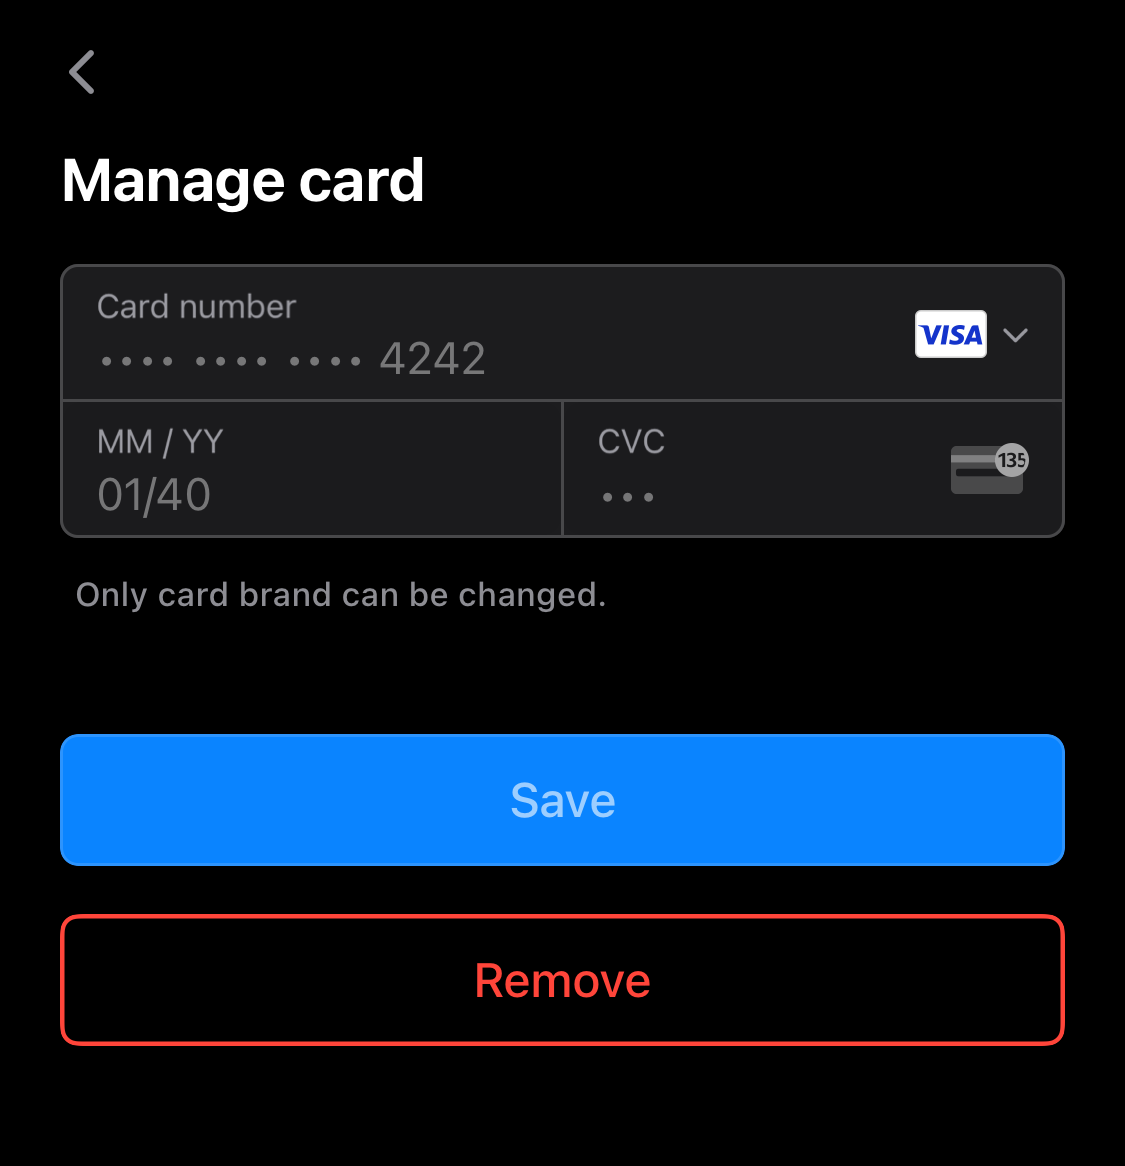 Manage card
Card number
•••• •••• •••• 4242
VISA
MM / YY
01/40
CVC
•••
135
Only card brand can be changed.
Save
Remove